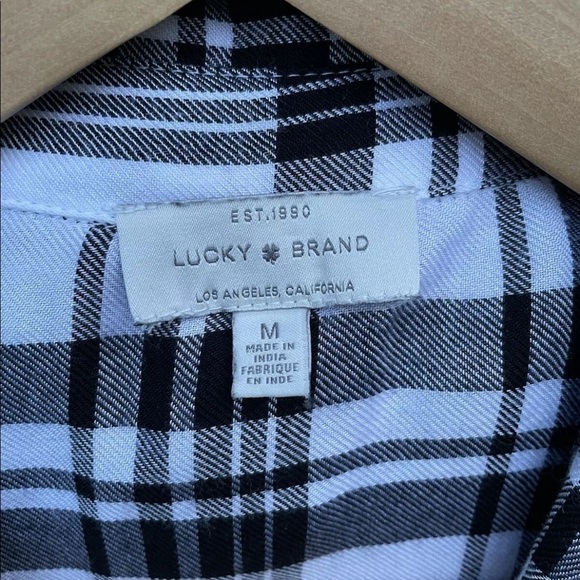 EST.1990
LUCKY BRAND
LOS ANGELES, CALIFORNIA
M
MADE IN
INDIA
FABRIQUE
EN INDE